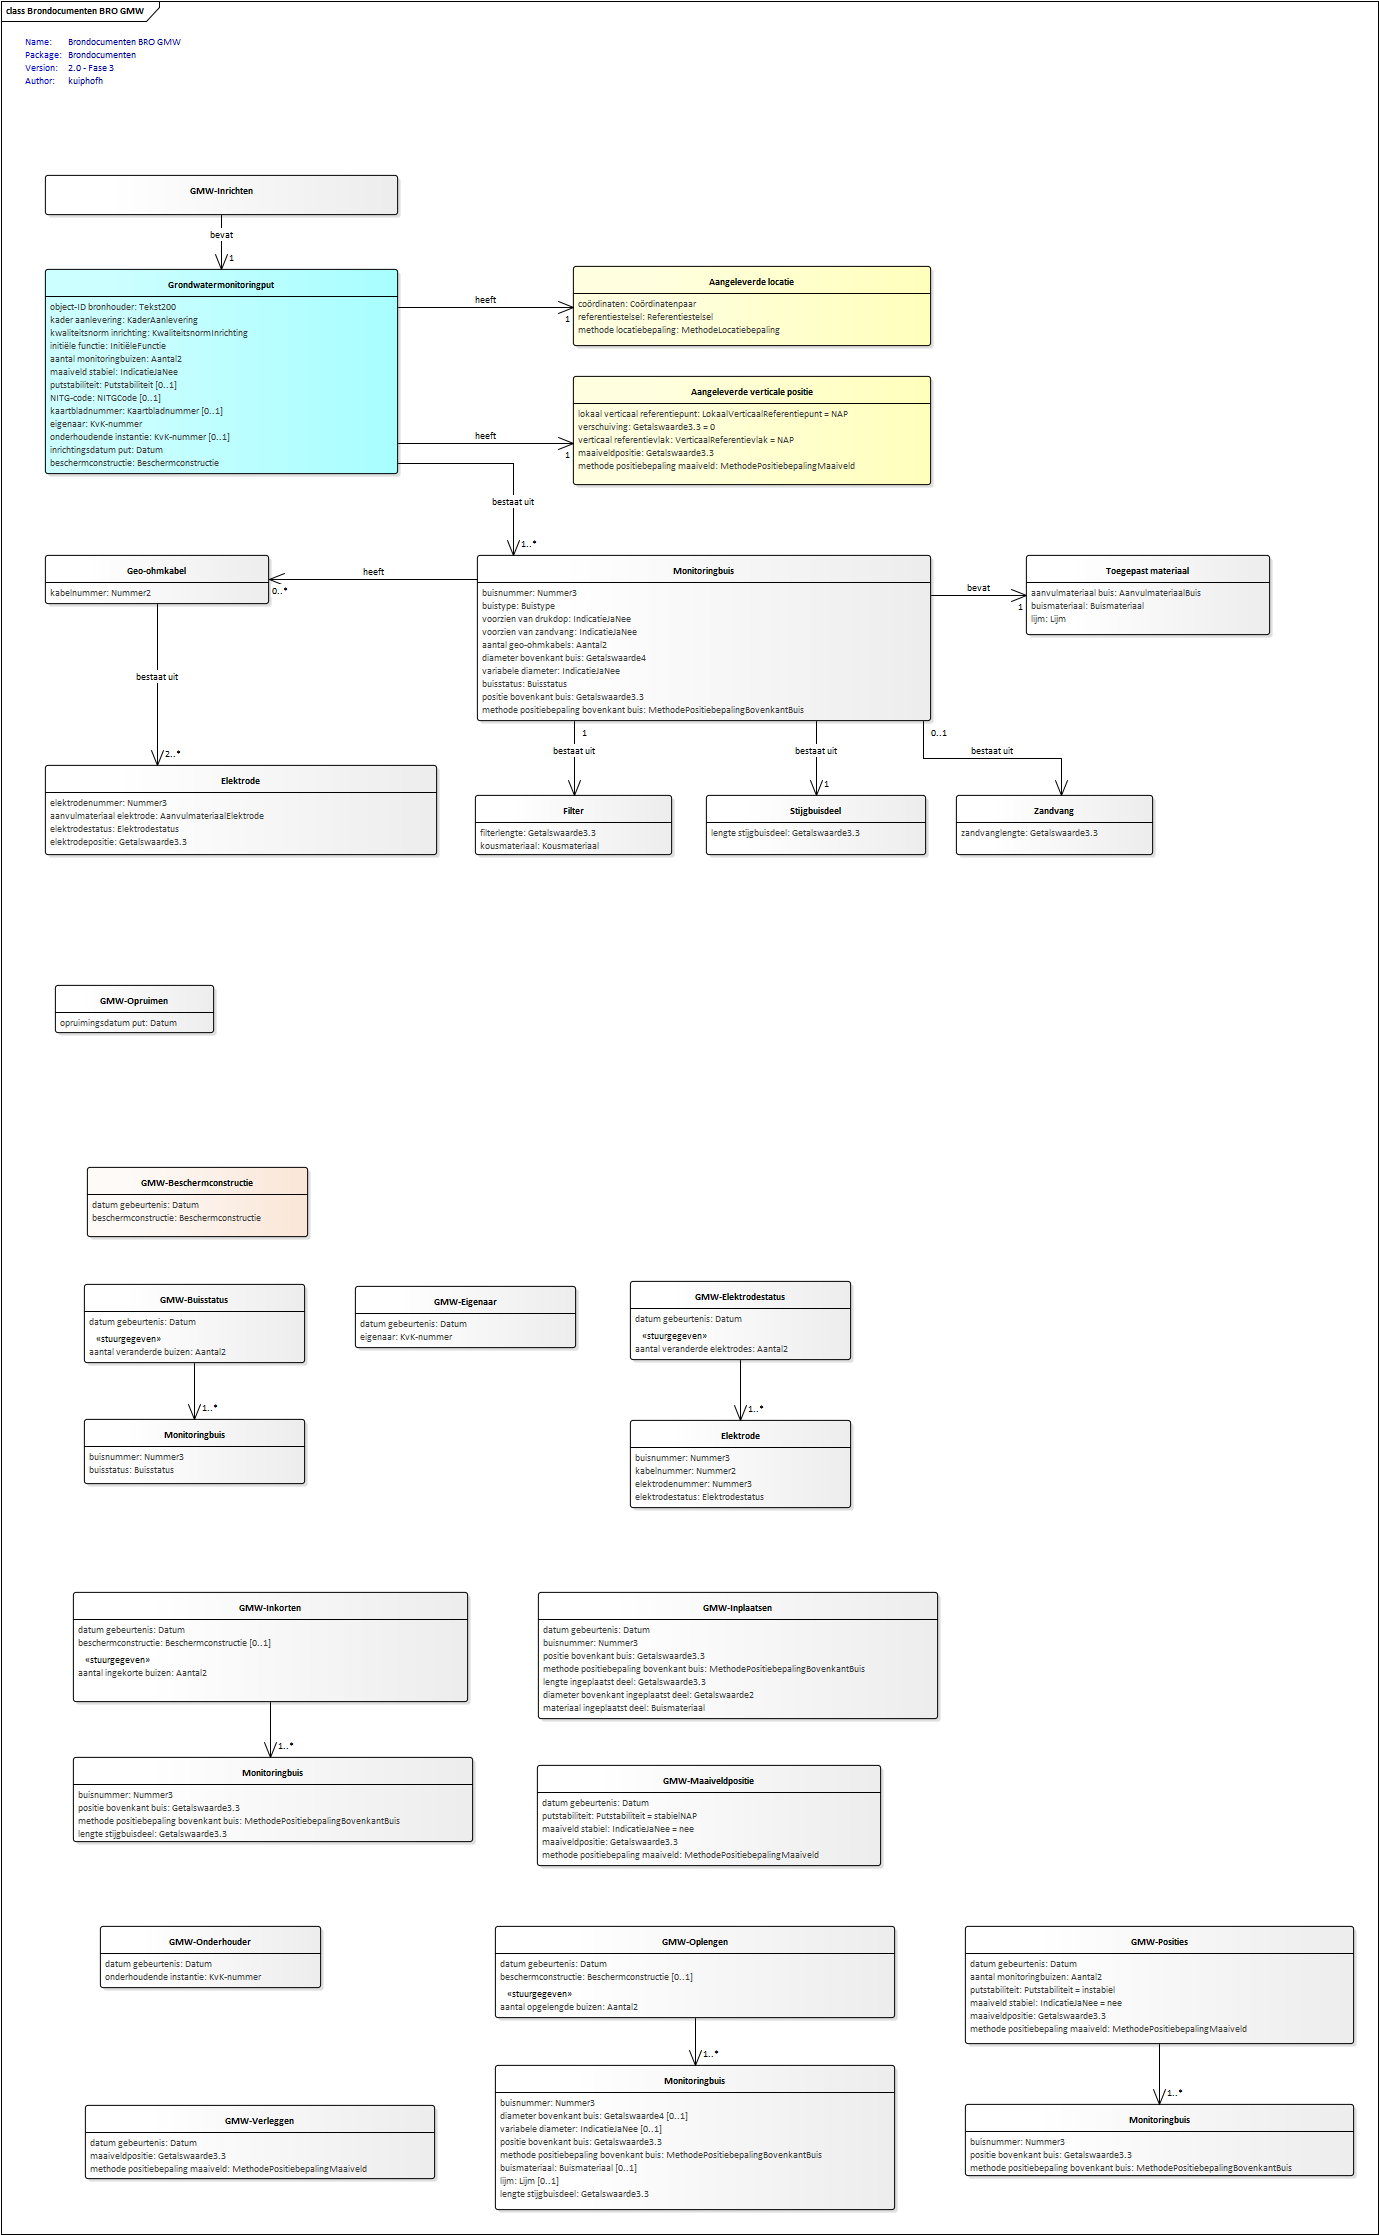 class Brondocumenten BRO GMW
Name: Brondocumenten BRO GMW
Package: Brondocumenten
Version: 2.0 - Fase 3
Author: kuiphofh
GMW-Inrichten
bevat
1
Grondwatermonitoringput
object-ID bronhouder: Tekst200
kader aanlevering: KaderAanlevering
kwaliteitsnorm inrichting: KwaliteitsnormInrichting
initiële functie: InitiëleFunctie
aantal monitoringbuizen: Aantal2
maaiveld stabiel: IndicatieJaNee
putstabiliteit: Putstabiliteit [0..1]
NITG-code: NITGCode [0..1]
kaartbladnummer: Kaartbladnummer [0..1]
eigenaar: KvK-nummer
onderhoudende instantie: KvK-nummer [0..1]
inrichtingsdatum put: Datum
beschermconstructie: Beschermconstructie
heeft
1
Aangeleverde locatie
coördinaten: Coördinatenpaar
referentiestelsel: Referentiestelsel
methode locatiebepaling: MethodeLocatiebepaling
heeft
1
Aangeleverde verticale positie
lokaal verticaal referentiepunt: LokaalVerticaalReferentiepunt = NAP
verschuiving: Getalswaarde3.3 = 0
verticaal referentievlak: VerticaalReferentievlak = NAP
maaiveldpositie: Getalswaarde3.3
methode positiebepaling maaiveld: MethodePositiebepalingMaaiveld
bestaat uit
1..*
Geo-ohmkabel
kabelnummer: Nummer2
heeft
0..*
Monitoringbuis
buisnummer: Nummer3
buistype: Buistype
voorzien van drukdop: IndicatieJaNee
voorzien van zandvang: IndicatieJaNee
aantal geo-ohmkabels: Aantal2
diameter bovenkant buis: Getalswaarde4
variabele diameter: IndicatieJaNee
buisstatus: Buisstatus
positie bovenkant buis: Getalswaarde3.3
methode positiebepaling bovenkant buis: MethodePositiebepalingBovenkantBuis
bevat
1
Toegepast materiaal
aanvulmateriaal buis: AanvulmateriaalBuis
buismateriaal: Buismateriaal
lijm: Lijm
bestaat uit
2..*
Elektrode
elektrodenummer: Nummer3
aanvulmateriaal elektrode: AanvulmateriaalElektrode
elektrodestatus: Elektrodestatus
elektrodepositie: Getalswaarde3.3
1
bestaat uit
Filter
filterlengte: Getalswaarde3.3
kousmateriaal: Kousmateriaal
bestaat uit
1
Stijgbuisdeel
lengte stijgbuisdeel: Getalswaarde3.3
0..1
bestaat uit
Zandvang
zandvanglengte: Getalswaarde3.3
GMW-Opruimen
opruimingsdatum put: Datum
GMW-Beschermconstructie
datum gebeurtenis: Datum
beschermconstructie: Beschermconstructie
GMW-Buisstatus
datum gebeurtenis: Datum
«stuurgegeven»
aantal veranderde buizen: Aantal2
1..*
Monitoringbuis
buisnummer: Nummer3
buisstatus: Buisstatus
GMW-Eigenaar
datum gebeurtenis: Datum
eigenaar: KvK-nummer
GMW-Elektrodestatus
datum gebeurtenis: Datum
«stuurgegeven»
aantal veranderde elektrodes: Aantal2
1..*
Elektrode
buisnummer: Nummer3
kabelnummer: Nummer2
elektrodenummer: Nummer3
elektrodestatus: Elektrodestatus
GMW-Inkorten
datum gebeurtenis: Datum
beschermconstructie: Beschermconstructie [0..1]
«stuurgegeven»
aantal ingekorte buizen: Aantal2
1..*
Monitoringbuis
buisnummer: Nummer3
positie bovenkant buis: Getalswaarde3.3
methode positiebepaling bovenkant buis: MethodePositiebepalingBovenkantBuis
lengte stijgbuisdeel: Getalswaarde3.3
GMW-Inplaatsen
datum gebeurtenis: Datum
buisnummer: Nummer3
positie bovenkant buis: Getalswaarde3.3
methode positiebepaling bovenkant buis: MethodePositiebepalingBovenkantBuis
lengte ingeplaatst deel: Getalswaarde3.3
diameter bovenkant ingeplaatst deel: Getalswaarde2
materiaal ingeplaatst deel: Buismateriaal
GMW-Maaiveldpositie
datum gebeurtenis: Datum
putstabiliteit: Putstabiliteit = stabielNAP
maaiveld stabiel: IndicatieJaNee = nee
maaiveldpositie: Getalswaarde3.3
methode positiebepaling maaiveld: MethodePositiebepalingMaaiveld
GMW-Onderhouder
datum gebeurtenis: Datum
onderhoudende instantie: KvK-nummer
GMW-Oplengen
datum gebeurtenis: Datum
beschermconstructie: Beschermconstructie [0..1]
«stuurgegeven»
aantal opgelengde buizen: Aantal2
1..*
Monitoringbuis
buisnummer: Nummer3
diameter bovenkant buis: Getalswaarde4 [0..1]
variabele diameter: IndicatieJaNee [0..1]
positie bovenkant buis: Getalswaarde3.3
methode positiebepaling bovenkant buis: MethodePositiebepalingBovenkantBuis
buismateriaal: Buismateriaal [0..1]
lijm: Lijm [0..1]
lengte stijgbuisdeel: Getalswaarde3.3
GMW-Posities
datum gebeurtenis: Datum
aantal monitoringbuizen: Aantal2
putstabiliteit: Putstabiliteit = instabiel
maaiveld stabiel: IndicatieJaNee = nee
maaiveldpositie: Getalswaarde3.3
methode positiebepaling maaiveld: MethodePositiebepalingMaaiveld
1..*
Monitoringbuis
buisnummer: Nummer3
positie bovenkant buis: Getalswaarde3.3
methode positiebepaling bovenkant buis: MethodePositiebepalingBovenkantBuis
GMW-Verleggen
datum gebeurtenis: Datum
maaiveldpositie: Getalswaarde3.3
methode positiebepaling maaiveld: MethodePositiebepalingMaaiveld